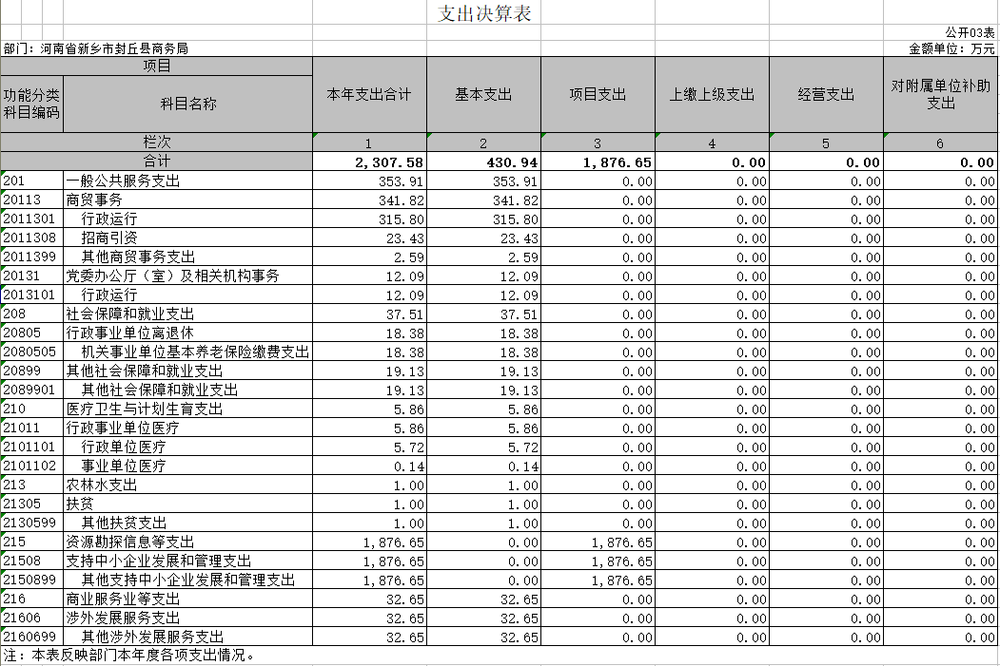 支出决算表
公开03表
部门：河南省新乡市封丘县商务局 金额单位：万元
项目 本年支出合计 基本支出 项目支出 上缴上级支出 经营支出 对附属单位补助支出
功能分类科目编码 科目名称
栏次 1 2 3 4 5 6
合计 2,307.58 430.94 1,876.65 0.00 0.00 0.00
201 一般公共服务支出 353.91 353.91 0.00 0.00 0.00 0.00
20113 商贸事务 341.82 341.82 0.00 0.00 0.00 0.00
2011301 行政运行 315.80 315.80 0.00 0.00 0.00 0.00
2011308 招商引资 23.43 23.43 0.00 0.00 0.00 0.00
2011399 其他商贸事务支出 2.59 2.59 0.00 0.00 0.00 0.00
20131 党委办公厅（室）及相关机构事务 12.09 12.09 0.00 0.00 0.00 0.00
2013101 行政运行 12.09 12.09 0.00 0.00 0.00 0.00
208 社会保障和就业支出 37.51 37.51 0.00 0.00 0.00 0.00
20805 行政事业单位离退休 18.38 18.38 0.00 0.00 0.00 0.00
2080505 机关事业单位基本养老保险缴费支出 18.38 18.38 0.00 0.00 0.00 0.00
20899 其他社会保障和就业支出 19.13 19.13 0.00 0.00 0.00 0.00
2089901 其他社会保障和就业支出 19.13 19.13 0.00 0.00 0.00 0.00
210 医疗卫生与计划生育支出 5.86 5.86 0.00 0.00 0.00 0.00
21011 行政事业单位医疗 5.86 5.86 0.00 0.00 0.00 0.00
2101101 行政单位医疗 5.72 5.72 0.00 0.00 0.00 0.00
2101102 事业单位医疗 0.14 0.14 0.00 0.00 0.00 0.00
213 农林水支出 1.00 1.00 0.00 0.00 0.00 0.00
21305 扶贫 1.00 1.00 0.00 0.00 0.00 0.00
2130599 其他扶贫支出 1.00 1.00 0.00 0.00 0.00 0.00
215 资源勘探信息等支出 1,876.65 0.00 1,876.65 0.00 0.00 0.00
21508 支持中小企业发展和管理支出 1,876.65 0.00 1,876.65 0.00 0.00 0.00
2150899 其他支持中小企业发展和管理支出 1,876.65 0.00 1,876.65 0.00 0.00 0.00
216 商业服务业等支出 32.65 32.65 0.00 0.00 0.00 0.00
21606 涉外发展服务支出 32.65 32.65 0.00 0.00 0.00 0.00
2160699 其他涉外发展服务支出 32.65 32.65 0.00 0.00 0.00 0.00
注：本表反映部门本年度各项支出情况。